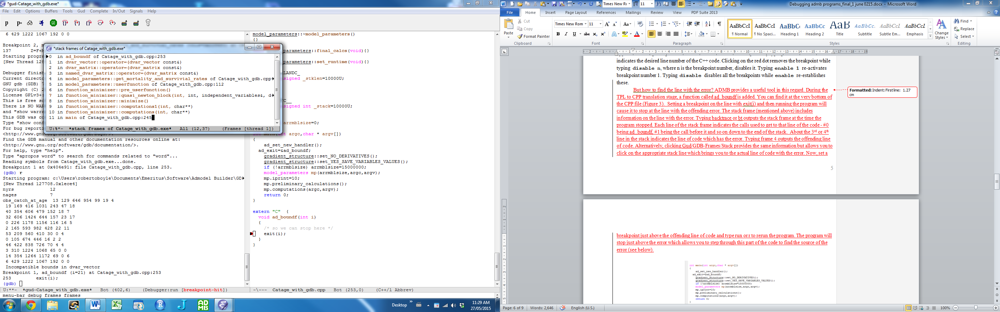 *gud-Catage_with_gdb.exe*
File Edit Options Buffers Tools Gud Complete In/Out Signals Help
6 429 1222 1067 192 0 0
Breakpoint 2, m
137 Z=F+M
Starting progra
[New Thread 128
Debugger finish
Current directo
GNU gdb (GDB) 7
Copyright (C) 2
License GPLv3+:
This is free so
There is NO WAR
and "show warra
This GDB was co
Type "show conf
For bug reporti
<http://www.gnu.org/software/gdb/bugs/>.
Find the GDB manual and other documentation resources online at:
<http://www.gnu.org/software/gdb/documentation/>.
For help, type "help".
Type "apropos word" to search for commands related to "word"...
Reading symbols from Catage_with_gdb.exe...done.
Breakpoint 1 at 0x404e91: file Catage_with_gdb.cpp, line 253.
(gdb) r
Starting program: c:\Users\robertoboyle\Documents\Emeritus\Software\Admodel Builder\GD
[New Thread 127708.0x1ece4]
nyrs 12
nages 7
obs_catch_at_age 13 129 646 954 99 19 4
19 169 416 1031 243 47 18
40 354 606 479 152 18 7
32 606 1424 644 157 23 17
0 226 1178 1156 116 16 5
2 165 593 982 428 22 11
53 209 560 410 30 0 4
0 105 674 446 16 2 2
46 422 838 726 70 4 4
3 310 1224 1068 65 0 0
14 354 1264 1172 69 0 6
6 429 1222 1067 192 0 0
Incompatible bounds in dvar_vector
Breakpoint 1, ad_boundf (i=21) at Catage_with_gdb.cpp:253
253 exit(i);
(gdb)
U:**- *gud-Catage_with_gdb.exe* Bot (402,6) (Debugger:run [breakpoint-hit])
menu-bar debug frames frames
*stack frames of Catage_with_gdb.exe*
0 in ad_boundf of Catage_with_gdb.cpp:253
1 in dvar_vector::operator=(dvar_vector const&)
2 in dvar_matrix::operator=(dvar_matrix const&)
3 in named_dvar_matrix::operator=(dvar_matrix const&)
4 in model_parameters::get_mortality_and_survivial_rates of Catage_with_gdb.cpp
5 in model_parameters::userfunction of Catage_with_gdb.cpp:112
6 in function_minimizer::pre_userfunction()
7 in function_minimizer::quasi_newton_block(int, int, independent_variables&, d
8 in function_minimizer::minimize()
9 in function_minimizer::computations1(int, char**)
10 in function_minimizer::computations(int, char**)
11 in main of Catage_with_gdb.cpp:245
U:%*- *stack frames of Catage_with_gdb.exe* All (12,37) (Frames [thread 1])
model_parameters::~model_parameters()
{}
_parameters::final_calcs(void){}
_parameters::set_runtime(void){}
RLANDC_
signed _stklen=10000U;
C__
signed int _stack=10000U;
arrmblsize=0;
int main(int argc,char * argv[])
{
ad_set_new_handler();
ad_exit=&ad_boundf;
gradient_structure::set_NO_DERIVATIVES();
gradient_structure::set_YES_SAVE_VARIABLES_VALUES();
if (!arrmblsize) arrmblsize=15000000;
model_parameters mp(arrmblsize,argc,argv);
mp.iprint=10;
mp.preliminary_calculations();
mp.computations(argc,argv);
return 0;
}
extern "C" {
void ad_boundf(int i)
{
/* so we can stop here */
exit(i);
}
}
-\--- Catage_with_gdb.cpp Bot (253,0) (C++/l Abbrev)
Desktop
11:29 AM
27/05/2015
Times New Ro 11
Debugging admb programs_final_1 june 0215.docx - Microsoft Word
File Home Insert Page Layout References Mailings Review View PDF Suite 2013
Paste Cut Copy Format Painter
Times New Rom 11
AaBbCcI AaBbCcI AaBbCc AaBbCc AaB AaBbCc. AaBbCcI AaBbCcI
¶ Normal ¶ No Spaci... Heading 1 Heading 2 Title Subtitle Subtle Em... Emphasis
Change Styles
Find Replace Select
Clipboard Font Paragraph Styles Editing
indicates the desired line number of the C++ code. Clicking on the red dot removes the breakpoint while
typing disable n, where n is the breakpoint number, disables it. Typing enable 1 re-activates
breakpoint number 1. Typing disable disables all the breakpoints while enable re-establishes
these.
But how to find the line with the error? ADMB provides a useful tool in this regard. During the
TPL to CPP translation stage, a function called ad_boundf is added. You can find it at the very bottom of
the CPP file (Figure 3). Setting a breakpoint on the line with exit(i) and then running the program will
cause it to stop at the line with the offending error. The stack frame (mentioned above) includes
information on the line with the error. Typing backtrace or bt outputs the stack frame at the time the
program stopped. Each line of the stack frame indicates the calls used to get to that line of the code - #0
being ad_boundf, #1 being the call before it and so on down to the end of the stack. About the 3rd or 4th
line in the stack indicates the line of code which has the error. Typing frame 4 outputs the offending line
of code. Alternatively, clicking Gud/GDB-Frames/Stack provides the same information but allows you to
click on the appropriate stack line which brings you to the actual line of code with the error. Now, set a
5
Formatted: Indent: First line: 1.27
cm
breakpoint just above the offending line of code and type run or r to rerun the program. The program will
stop just above the error which allows you to step through this part of the code to find the source of the
error (see below).
int main(int argc,char * argv[])
{
ad_set_new_handler();
ad_exit=&ad_boundf;
gradient_structure::set_NO_DERIVATIVES();
gradient_structure::set_YES_SAVE_VARIABLES_VALUES();
if (!arrmblsize) arrmblsize=15000000;
model_parameters mp(arrmblsize,argc,argv);
mp.iprint=10;
mp.preliminary_calculations();
mp.computations(argc,argv);
return 0;
}
Page: 6 of 9 Words: 2,646 English (U.S.) 100%